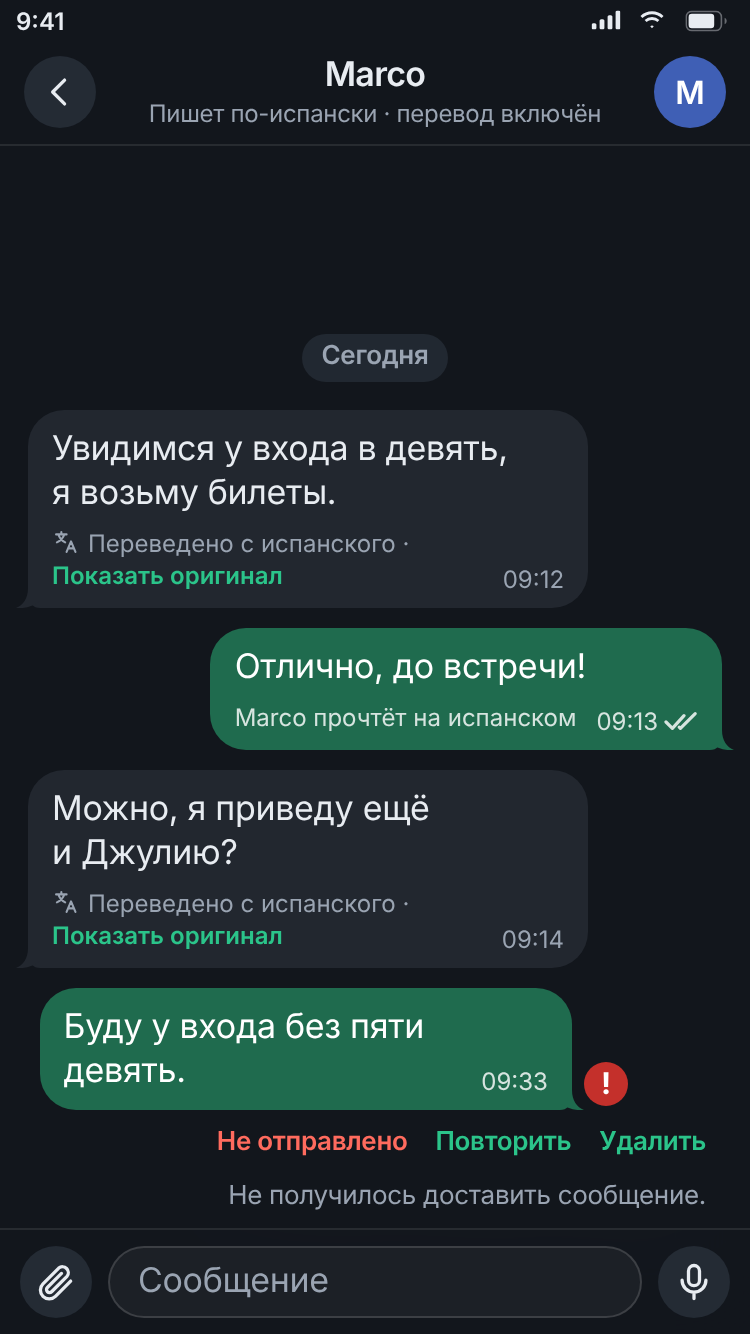 9:41
Marco
Пишет по-испански · перевод включён
M
Сегодня
Увидимся у входа в девять,
я возьму билеты.
Переведено с испанского ·
Показать оригинал
09:12
Отлично, до встречи!
Marco прочтёт на испанском 09:13
Можно, я приведу ещё
и Джулию?
Переведено с испанского ·
Показать оригинал
09:14
Буду у входа без пяти
девять.
09:33
!
Не отправлено Повторить Удалить
Не получилось доставить сообщение.
Сообщение